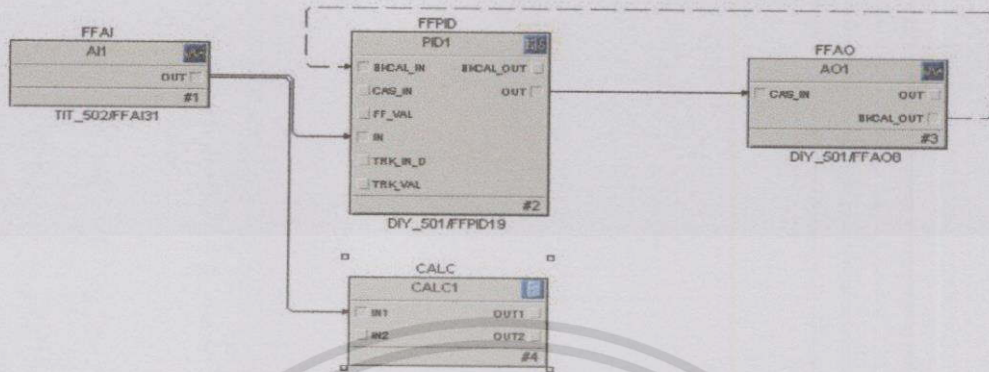 FFAI
AI1
OUT
#1
TIT_502/FFAI31
FFPID
PID1
BKCAL_IN BKCAL_OUT
CAS_IN OUT
FF_VAL
IN
TRK_IN_D
TRK_VAL
#2
DIY_501/FFPID19
FFAO
AO1
CAS_IN OUT
BKCAL_OUT
#3
DIY_501/FFAO8
CALC
CALC1
IN1 OUT1
IN2 OUT2
#4